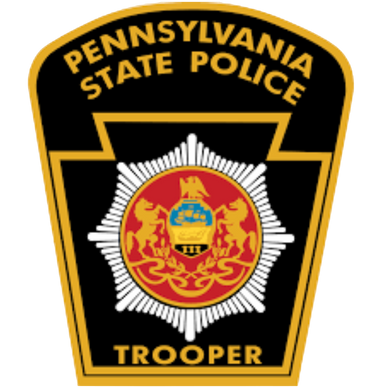 PENNSYLVANIA
STATE POLICE
TROOPER